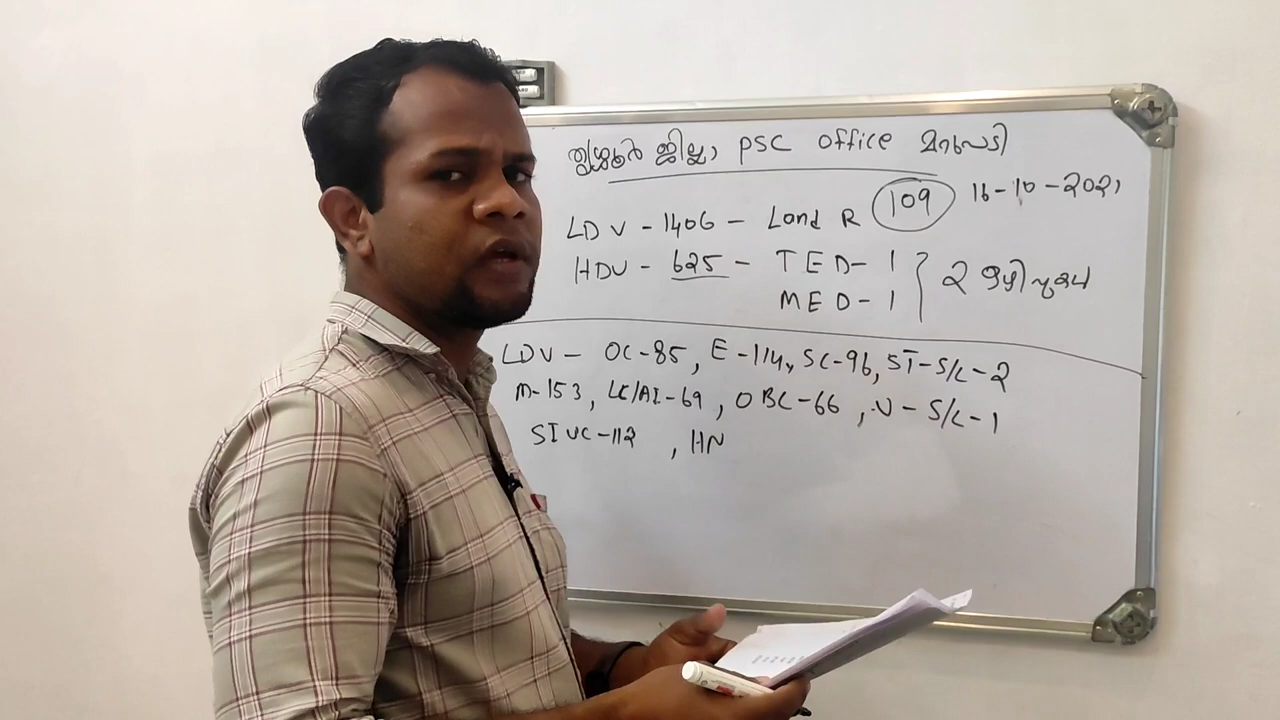 തൃശ്ശൂർ ജില്ലാ PSC office മറുപടി
LDV - 1406 - Land R 109 16-10-2021
HDV - 625 - TED - 1
MED - 1 } 2 ഒഴിവുകൾ
LDV - OC-85, E-114, SC-96, ST-S/L-2
M-153, LC/AI-69, OBC-66, V-S/L-1
SIUC-112, HN